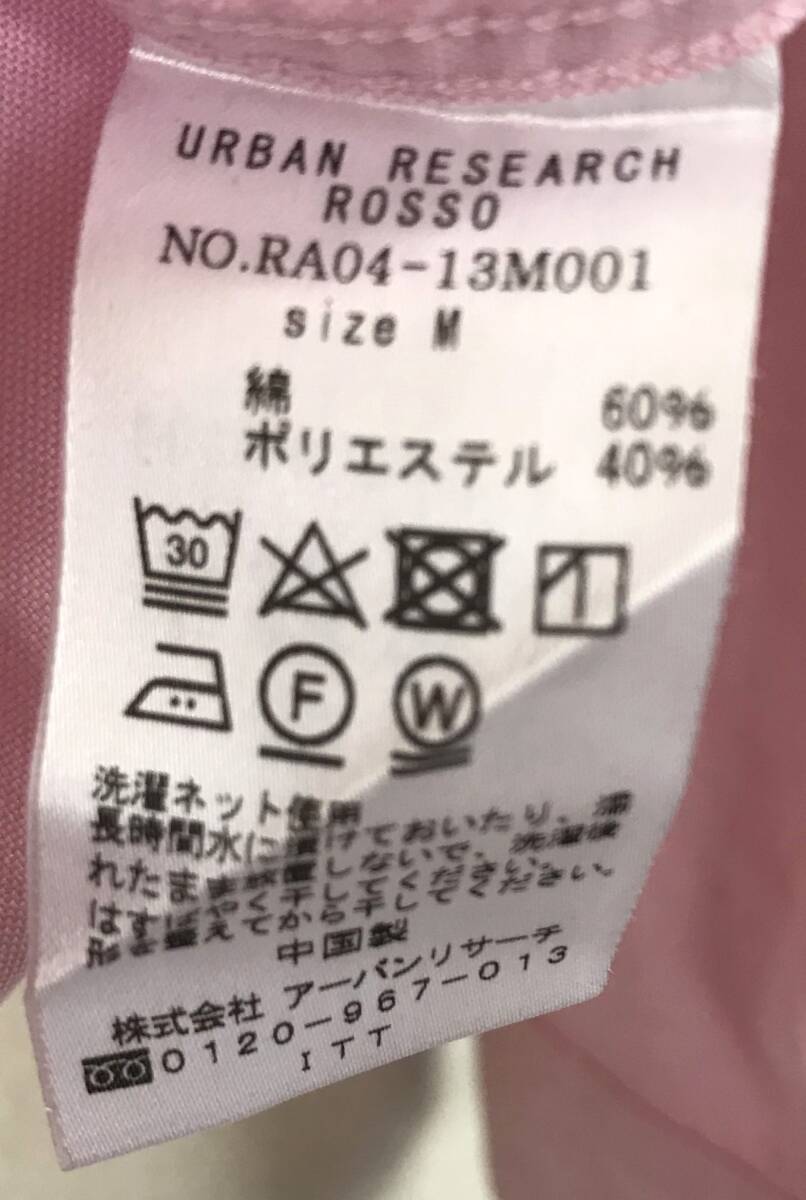 URBAN RESEARCH
ROSSO
NO.RA04-13M001
size M
綿 60%
ポリエステル 40%
30
F W
洗濯ネット使用
長時間水に漬けておいたり、濡
れたまま放置しないで、洗濯後
はすばやく干してください。
形を整えてから干してください。
中国製
株式会社 アーバンリサーチ
0120-967-013
ITT